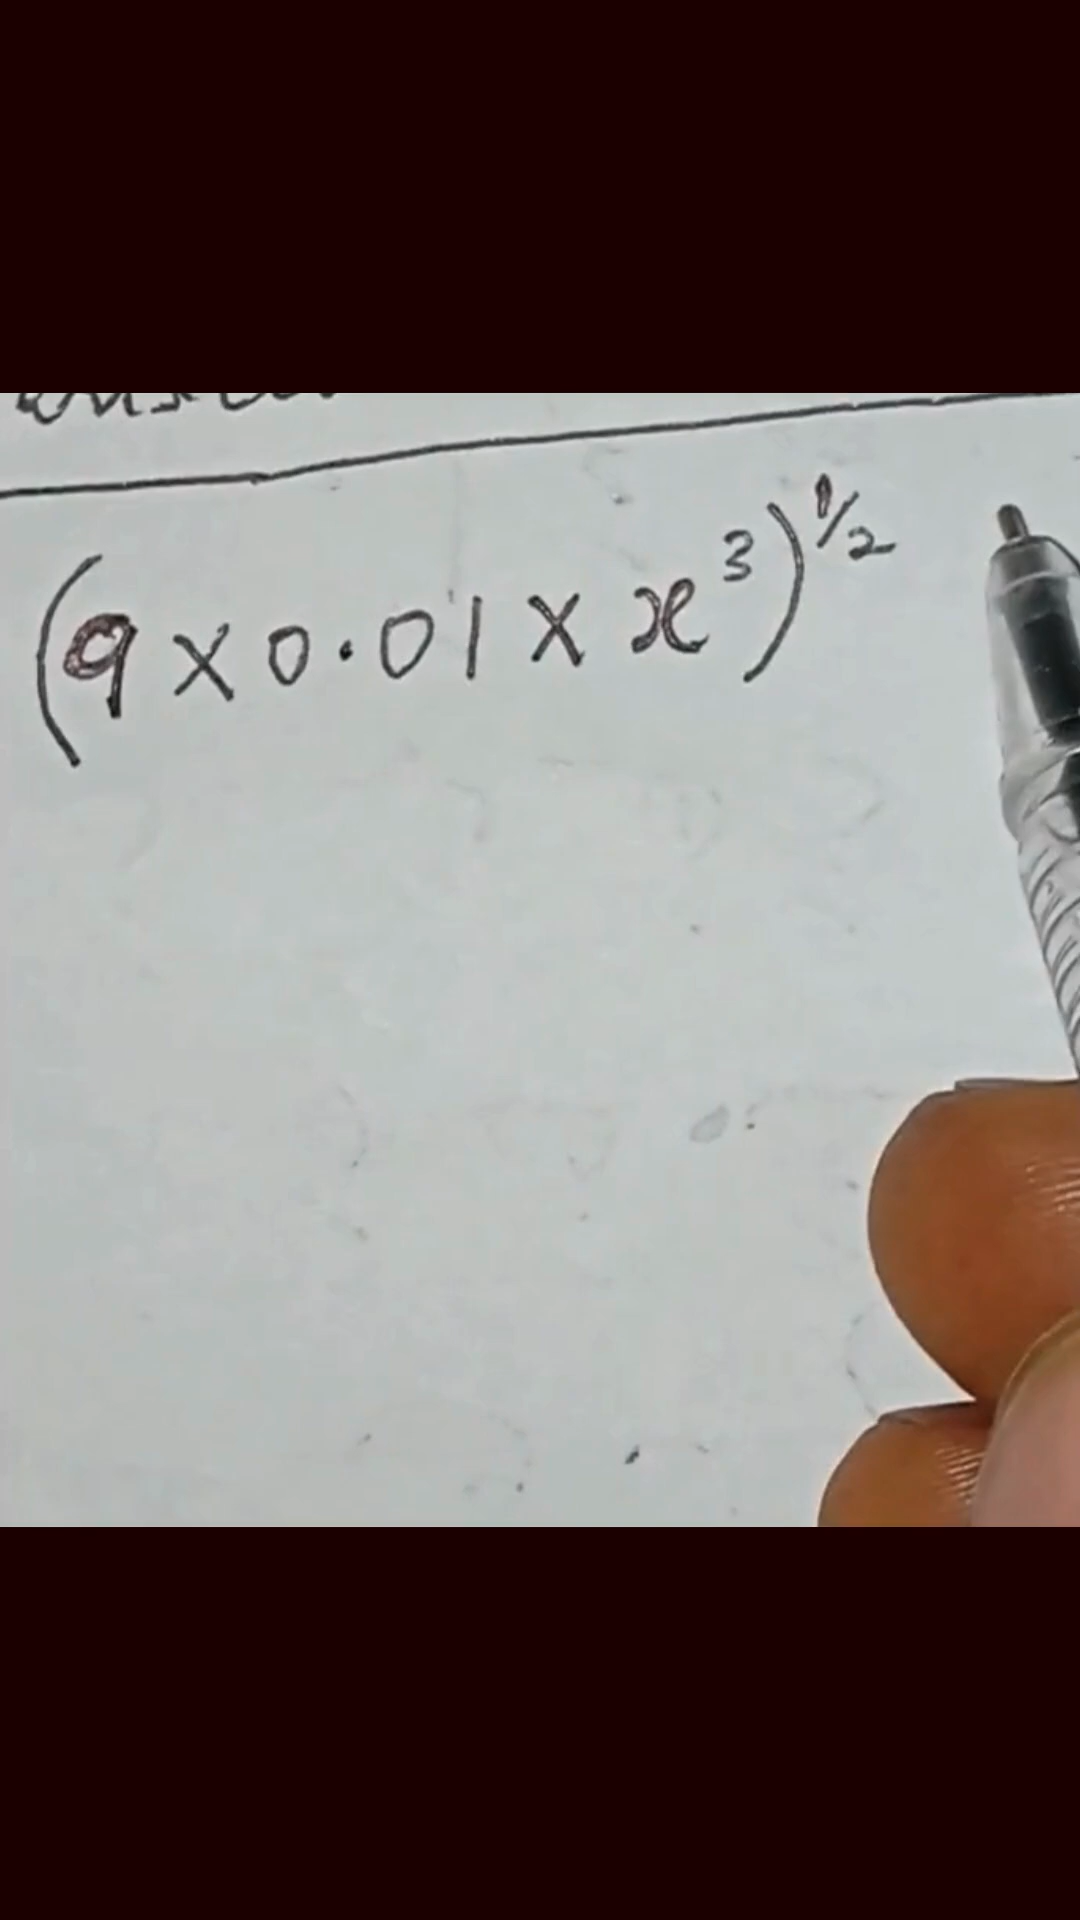 (9 × 0.01 × x³)^½